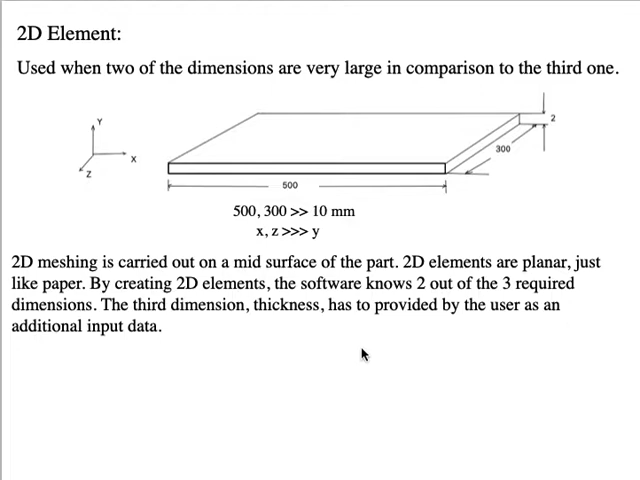 2D Element:
Used when two of the dimensions are very large in comparison to the third one.
Y
2
X
300
Z
500
500, 300 >> 10 mm
x, z >>> y
2D meshing is carried out on a mid surface of the part. 2D elements are planar, just
like paper. By creating 2D elements, the software knows 2 out of the 3 required
dimensions. The third dimension, thickness, has to provided by the user as an
additional input data.